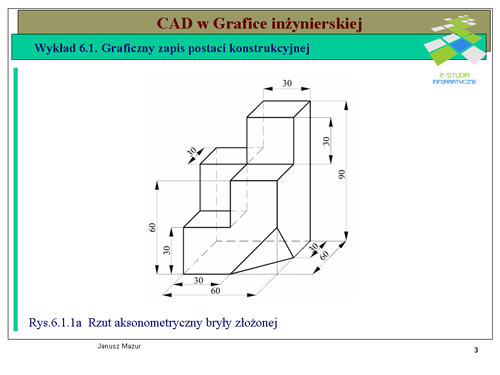 CAD w Grafice inżynierskiej
Wykład 6.1. Graficzny zapis postaci konstrukcyjnej
E-STUDIA
INFORMATYCZNE
30
30
30
90
60
30
30
60
30
60
Rys.6.1.1a Rzut aksonometryczny bryły złożonej
Janusz Mazur
3